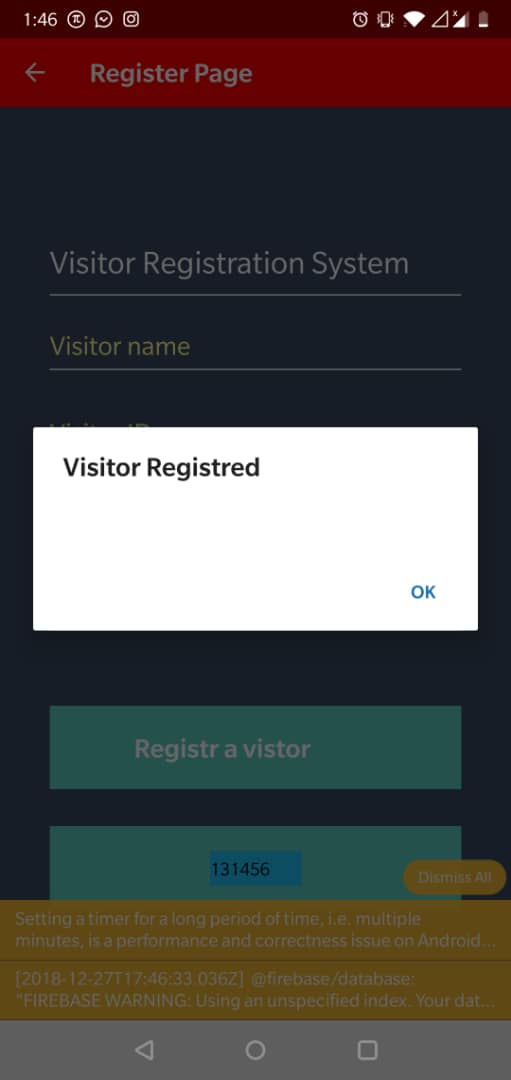 1:46
Register Page
Visitor Registration System
Visitor name
Visitor Registred
OK
Registr a vistor
131456
Dismiss All
Setting a timer for a long period of time, i.e. multiple
minutes, is a performance and correctness issue on Android...
[2018-12-27T17:46:33.036Z] @firebase/database:
"FIREBASE WARNING: Using an unspecified index. Your dat...